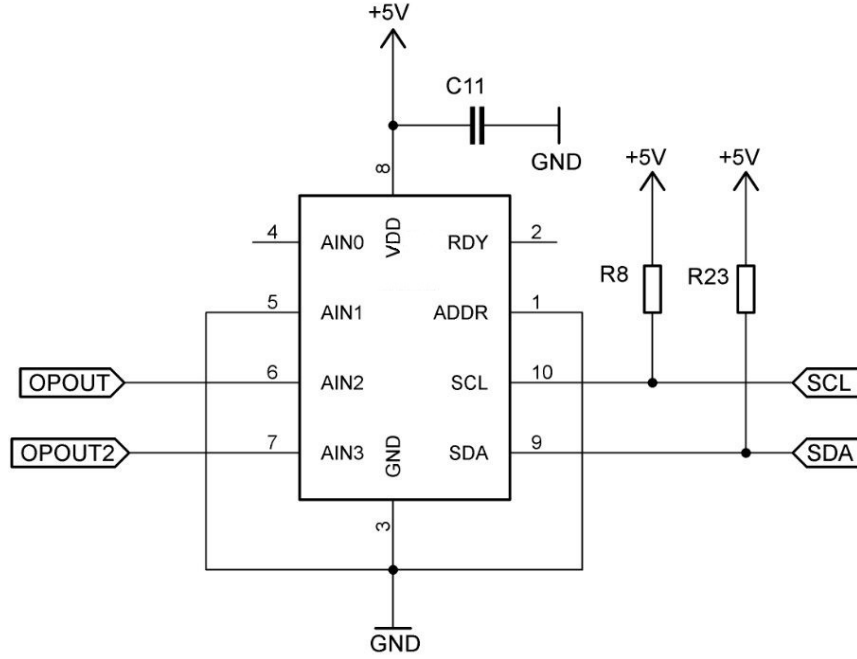 +5V
C11
GND
+5V
+5V
8
VDD
4
AIN0
RDY
2
R8
R23
5
AIN1
ADDR
1
OPOUT
6
AIN2
SCL
10
SCL
OPOUT2
7
AIN3
GND
SDA
9
SDA
3
GND